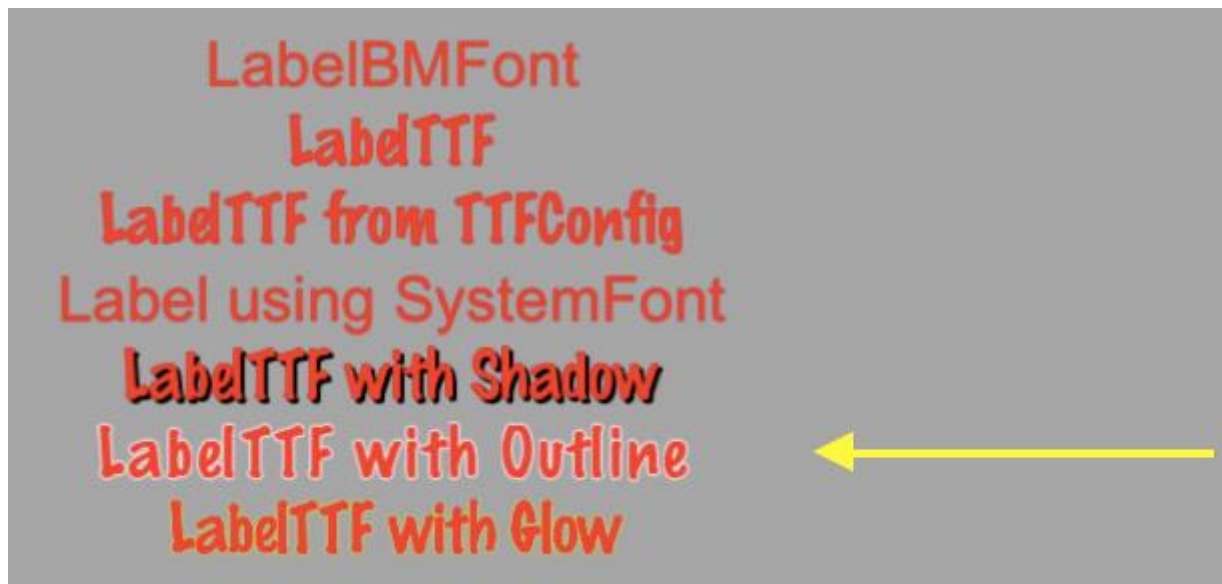 LabelBMFont
LabelTTF
LabelTTF from TTFConfig
Label using SystemFont
LabelTTF with Shadow
LabelTTF with Outline
LabelTTF with Glow